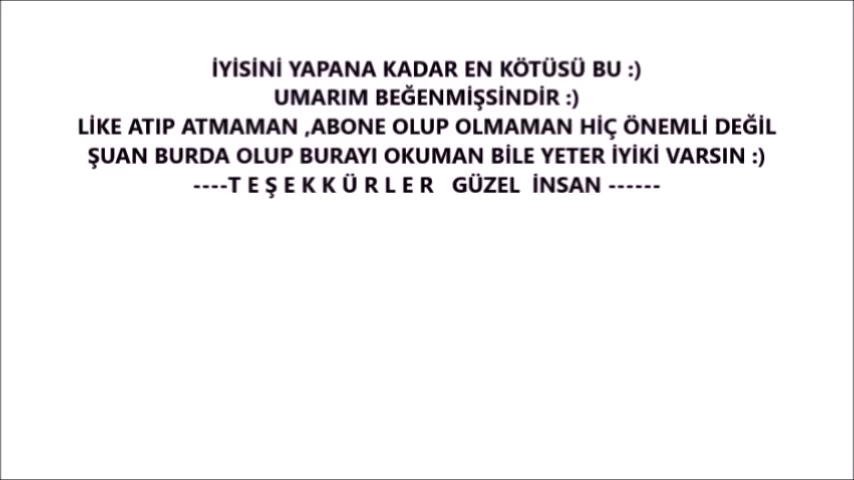 İYİSİNİ YAPANA KADAR EN KÖTÜSÜ BU :)
UMARIM BEĞENMİŞSİNDİR :)
LİKE ATIP ATMAMAN ,ABONE OLUP OLMAMAN HİÇ ÖNEMLİ DEĞİL
ŞUAN BURDA OLUP BURAYI OKUMAN BİLE YETER İYİKİ VARSIN :)
----T E Ş E K K Ü R L E R   GÜZEL  İNSAN ------